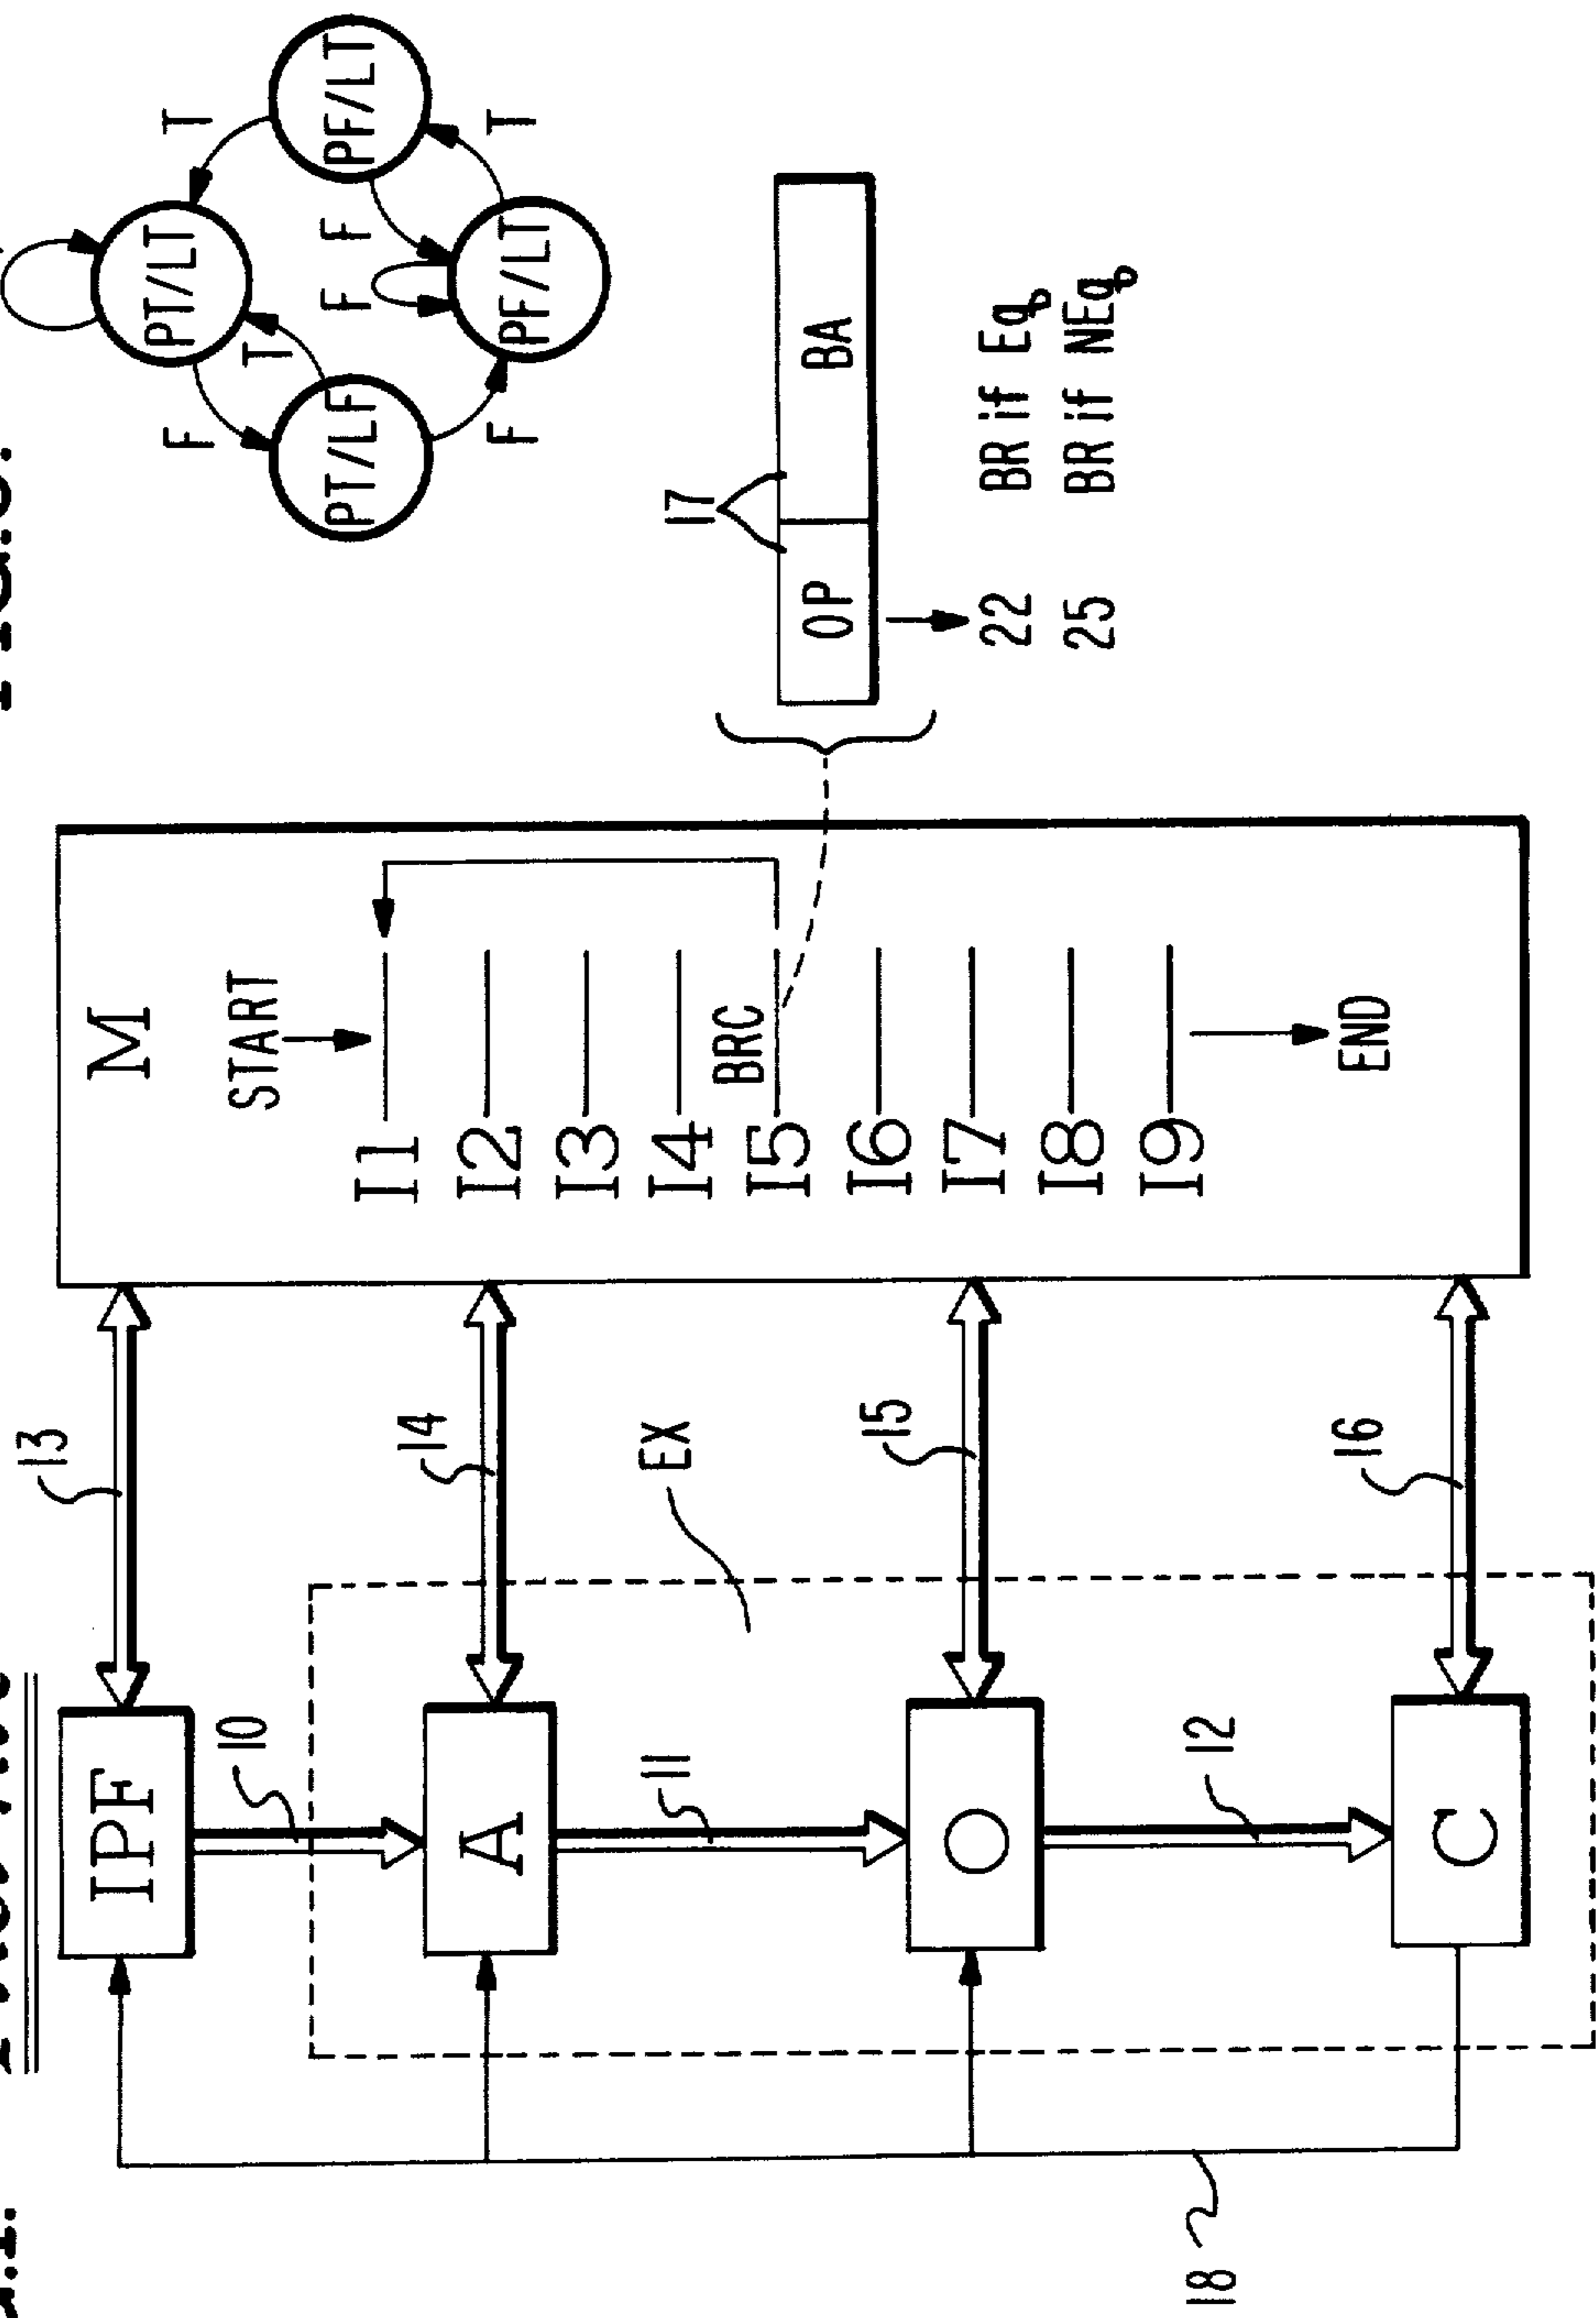 13
IPF
10
14
A
11
EX
15
O
12
16
C
18
M
START
I1
I2
I3
I4
BRC
I5
I6
I7
I8
I9
END
17
OP BA
22 BR if Eq
25 BR if NEq
PT/LT
T
F
T
PT/LF
PF/LT
F
F
F
T
PF/LT